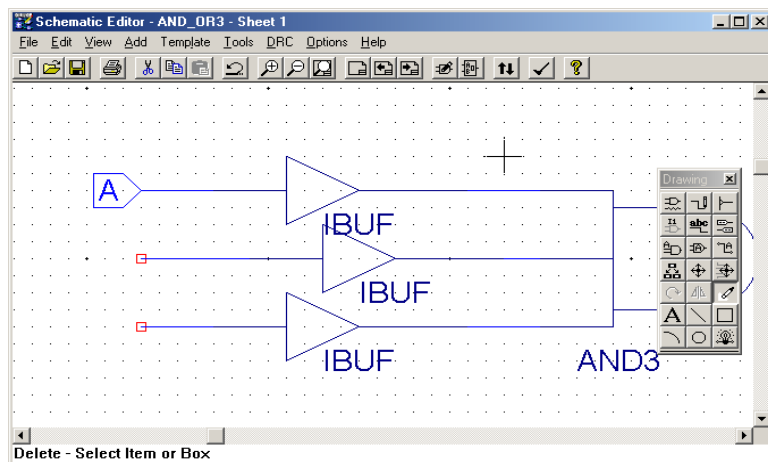 Schematic Editor - AND_OR3 - Sheet 1
File Edit View Add Template Tools DRC Options Help
Drawing
A
IBUF
IBUF
IBUF
AND3
abc
A
Delete - Select Item or Box